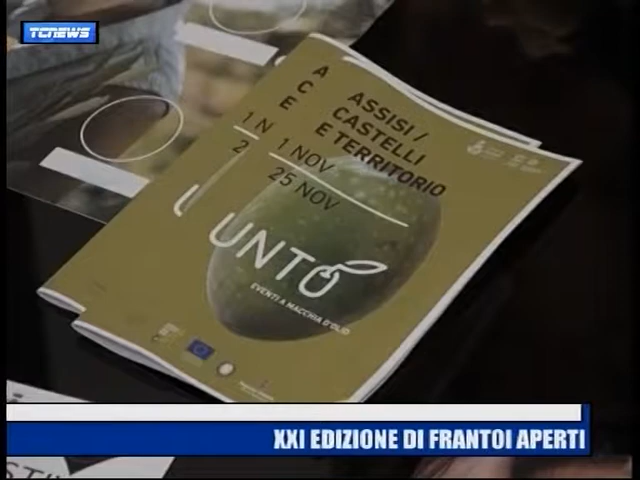 TCNEWS
A
C
E
1 N
2
ASSISI/
CASTELLI
E TERRITORIO
1 NOV
25 NOV
UNTO
EVENTI A MACCHIA D'OLIO
XXI EDIZIONE DI FRANTOI APERTI